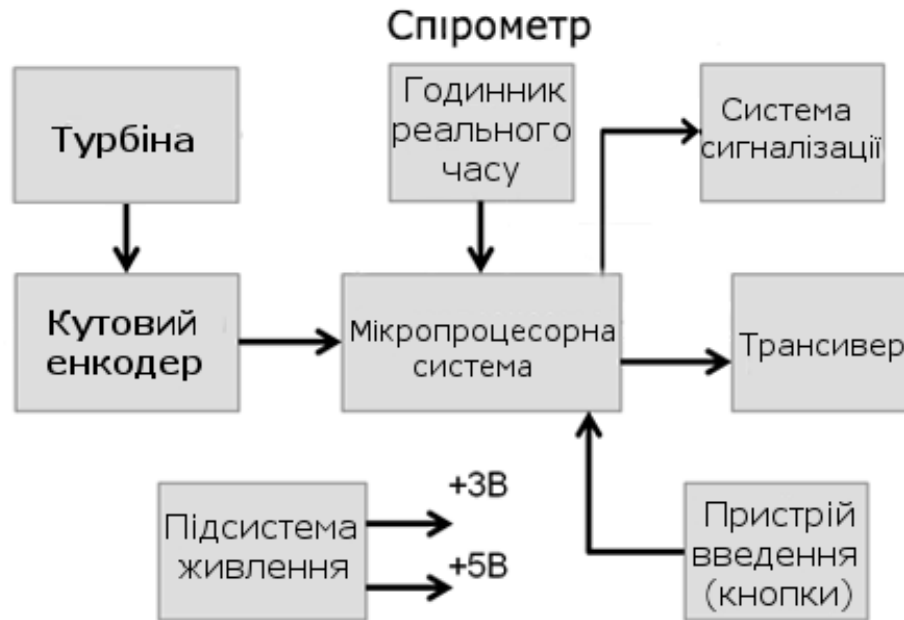 Спірометр
Турбіна
Годинник
реального
часу
Система
сигналізації
Кутовий
енкодер
Мікропроцесорна
система
Трансивер
Підсистема
живлення
+3В
+5В
Пристрій
введення
(кнопки)